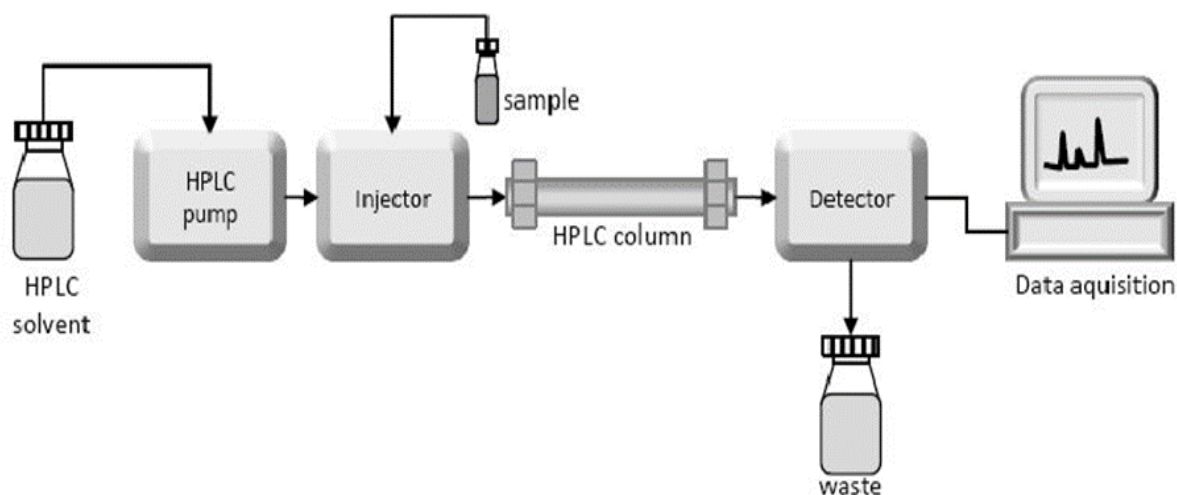 sample
HPLC
pump
Injector
Detector
HPLC column
HPLC
solvent
Data aquisition
waste